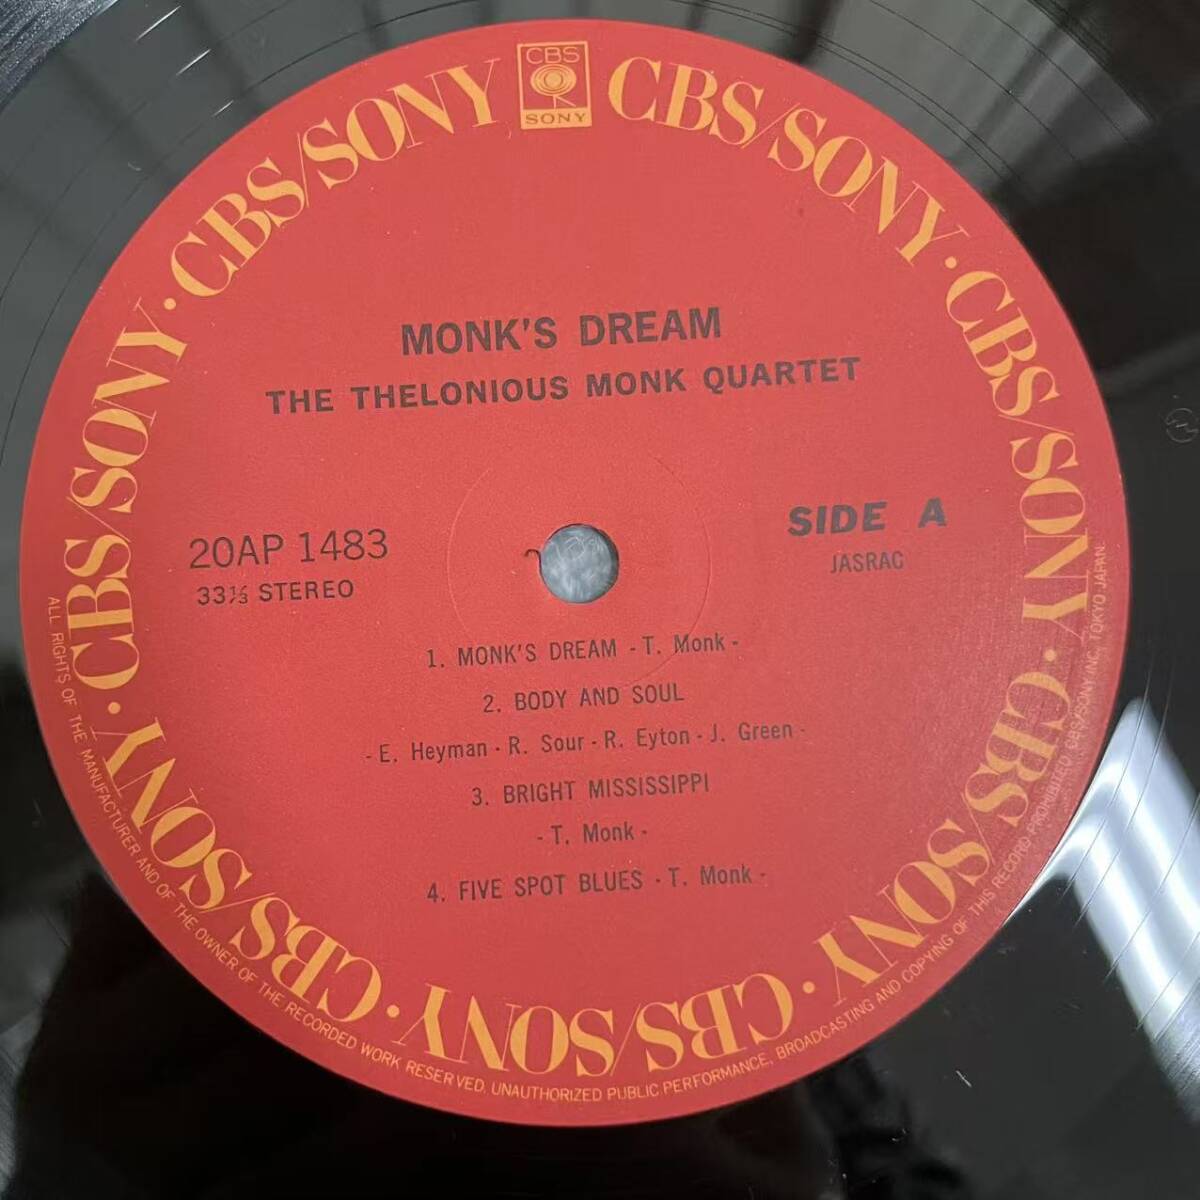 CBS
SONY
CBS/SONY · CBS/SONY · CBS/SONY · CBS/SONY · CBS/SONY · CBS/SONY · CBS/SONY · CBS/SONY
MONK'S DREAM
THE THELONIOUS MONK QUARTET
20AP 1483
33⅓ STEREO
SIDE A
JASRAC
1. MONK'S DREAM - T. Monk -
2. BODY AND SOUL
- E. Heyman - R. Sour - R. Eyton - J. Green -
3. BRIGHT MISSISSIPPI
- T. Monk -
4. FIVE SPOT BLUES - T. Monk -
ALL RIGHTS OF THE MANUFACTURER AND OF THE OWNER OF THE RECORDED WORK RESERVED. UNAUTHORIZED PUBLIC PERFORMANCE, BROADCASTING AND COPYING OF THIS RECORD PROHIBITED CBS/SONY INC. TOKYO JAPAN